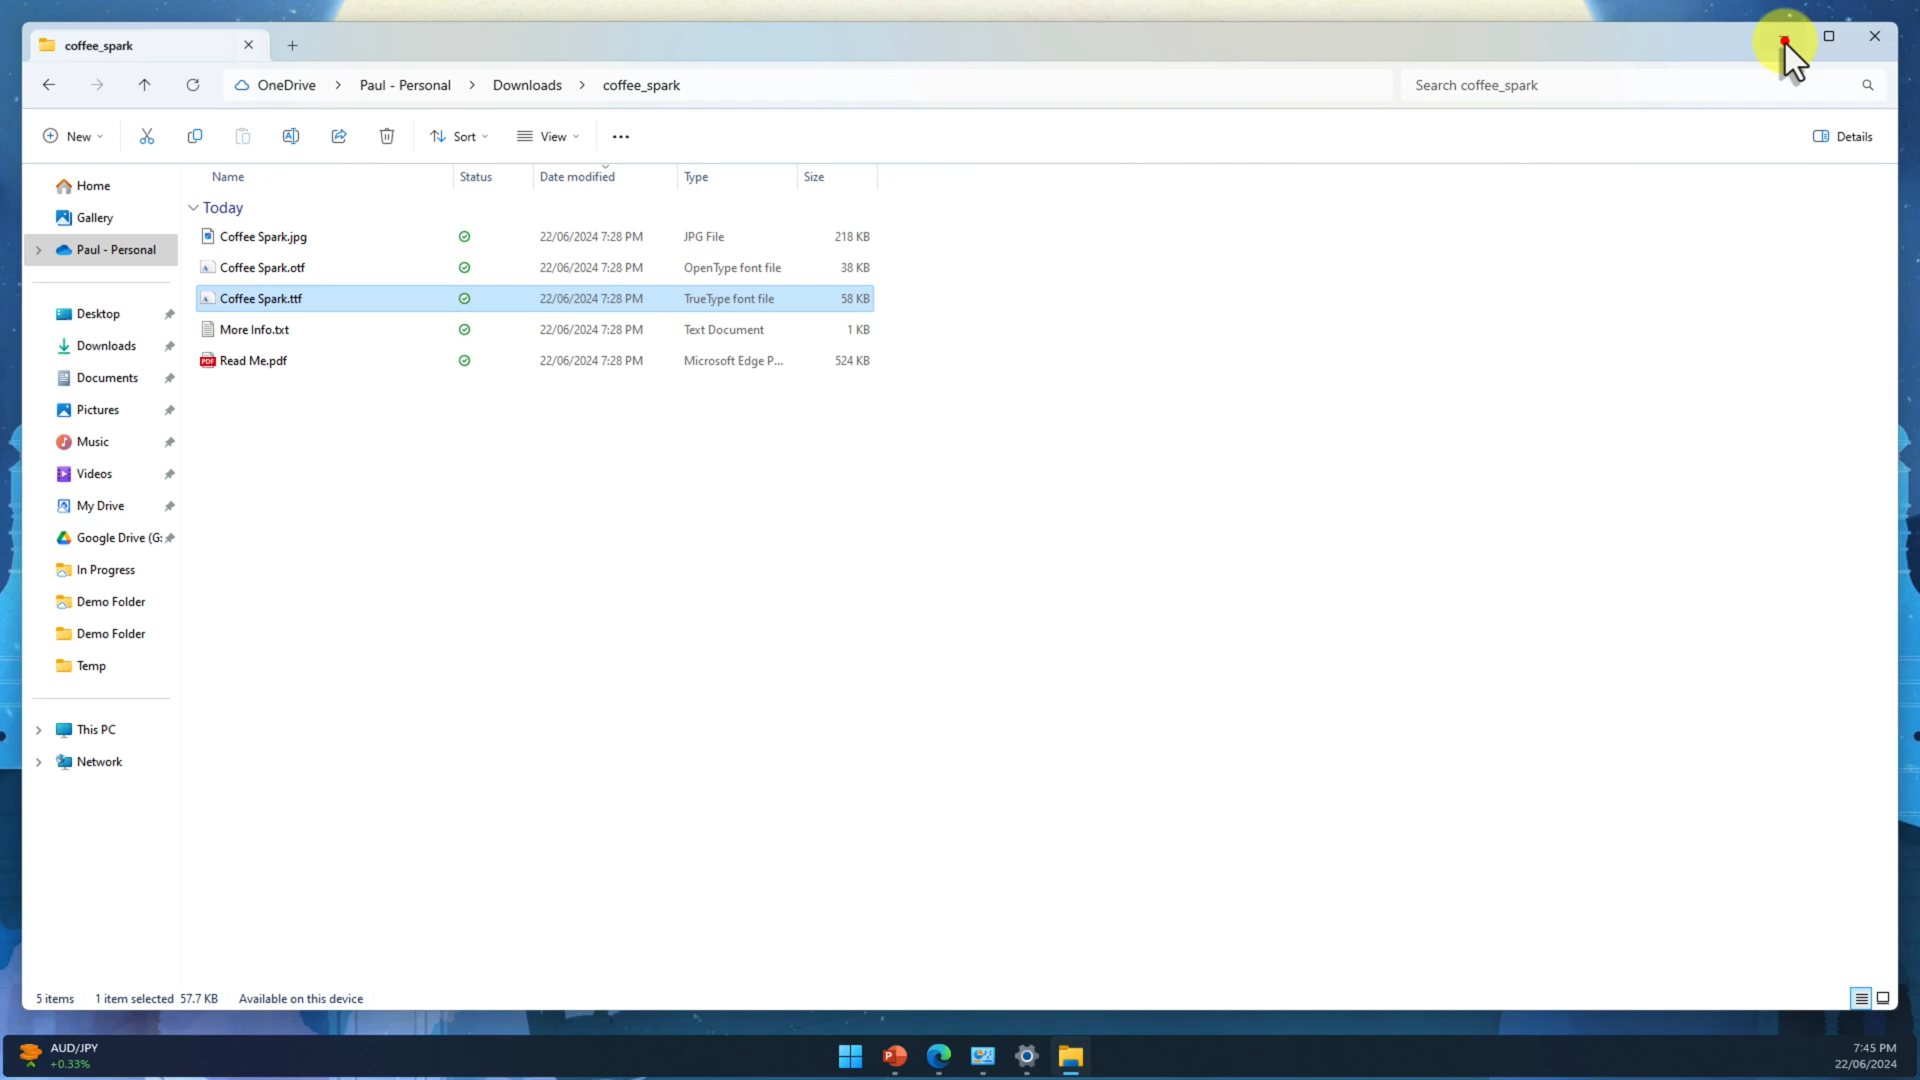 coffee_spark
OneDrive > Paul - Personal > Downloads > coffee_spark
Search coffee_spark
New
Sort
View
Details
Name Status Date modified Type Size
Today
Coffee Spark.jpg 22/06/2024 7:28 PM JPG File 218 KB
Coffee Spark.otf 22/06/2024 7:28 PM OpenType font file 38 KB
Coffee Spark.ttf 22/06/2024 7:28 PM TrueType font file 58 KB
More Info.txt 22/06/2024 7:28 PM Text Document 1 KB
Read Me.pdf 22/06/2024 7:28 PM Microsoft Edge P... 524 KB
Home
Gallery
Paul - Personal
Desktop
Downloads
Documents
Pictures
Music
Videos
My Drive
Google Drive (G:
In Progress
Demo Folder
Demo Folder
Temp
This PC
Network
5 items 1 item selected 57.7 KB Available on this device
AUD/JPY
+0.33%
7:45 PM
22/06/2024